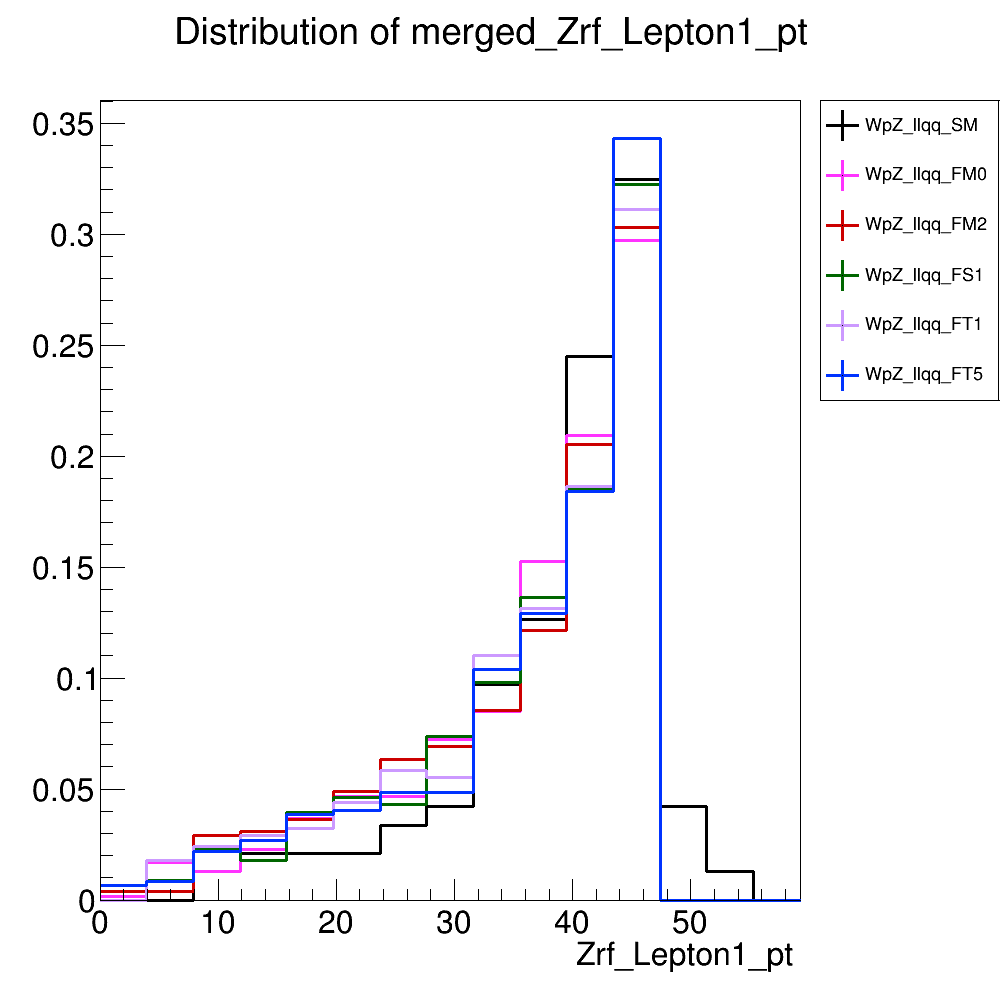 Distribution of merged_Zrf_Lepton1_pt
WpZ_llqq_SM
WpZ_llqq_FM0
WpZ_llqq_FM2
WpZ_llqq_FS1
WpZ_llqq_FT1
WpZ_llqq_FT5
0.35
0.3
0.25
0.2
0.15
0.1
0.05
0
0 10 20 30 40 50
Zrf_Lepton1_pt